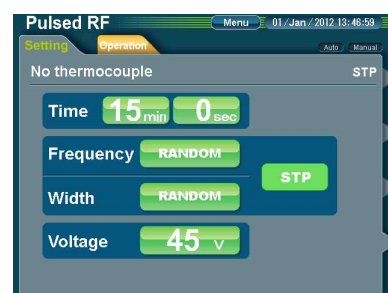 Pulsed RF Menu 01/Jan/2012 13:46:59
Setting Operation Auto Manual
No thermocouple STP
Time 15 min 0 sec
Frequency RANDOM
STP
Width RANDOM
Voltage 45 V